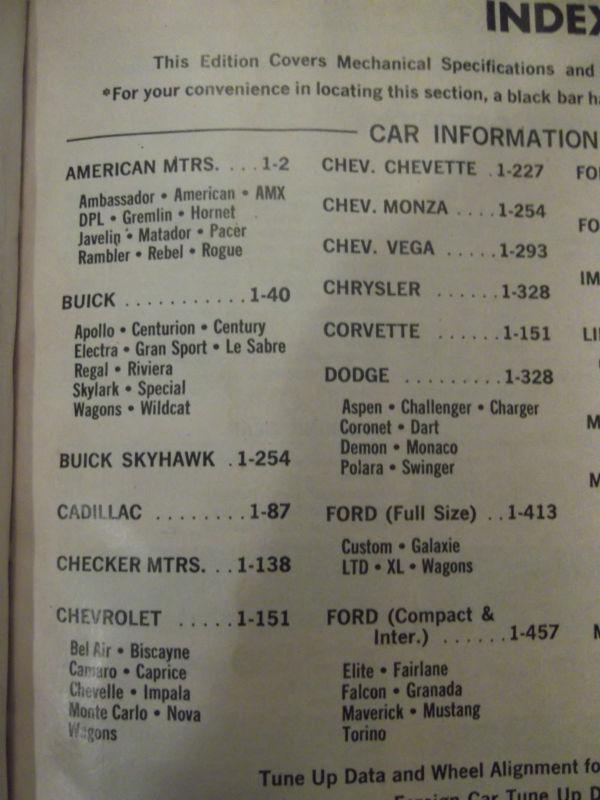 INDEX
This Edition Covers Mechanical Specifications and
*For your convenience in locating this section, a black bar
CAR INFORMATION
AMERICAN MTRS. . . . . 1-2
Ambassador • American • AMX
DPL • Gremlin • Hornet
Javelin • Matador • Pacer
Rambler • Rebel • Rogue
BUICK . . . . . . . . . . . 1-40
Apollo • Centurion • Century
Electra • Gran Sport • Le Sabre
Regal • Riviera
Skylark • Special
Wagons • Wildcat
BUICK SKYHAWK . 1-254
CADILLAC . . . . . . . . 1-87
CHECKER MTRS. . . . 1-138
CHEVROLET . . . . . 1-151
Bel Air • Biscayne
Camaro • Caprice
Chevelle • Impala
Monte Carlo • Nova
Wagons
CHEV. CHEVETTE . 1-227
CHEV. MONZA . . . . 1-254
CHEV. VEGA . . . . . 1-293
CHRYSLER . . . . . . 1-328
CORVETTE . . . . . . 1-151
DODGE . . . . . . . . . 1-328
Aspen • Challenger • Charger
Coronet • Dart
Demon • Monaco
Polara • Swinger
FORD (Full Size) . . 1-413
Custom • Galaxie
LTD • XL • Wagons
FORD (Compact &
Inter.) . . . . . . 1-457
Elite • Fairlane
Falcon • Granada
Maverick • Mustang
Torino
Tune Up Data and Wheel Alignment fo
Foreign Car Tune Up D